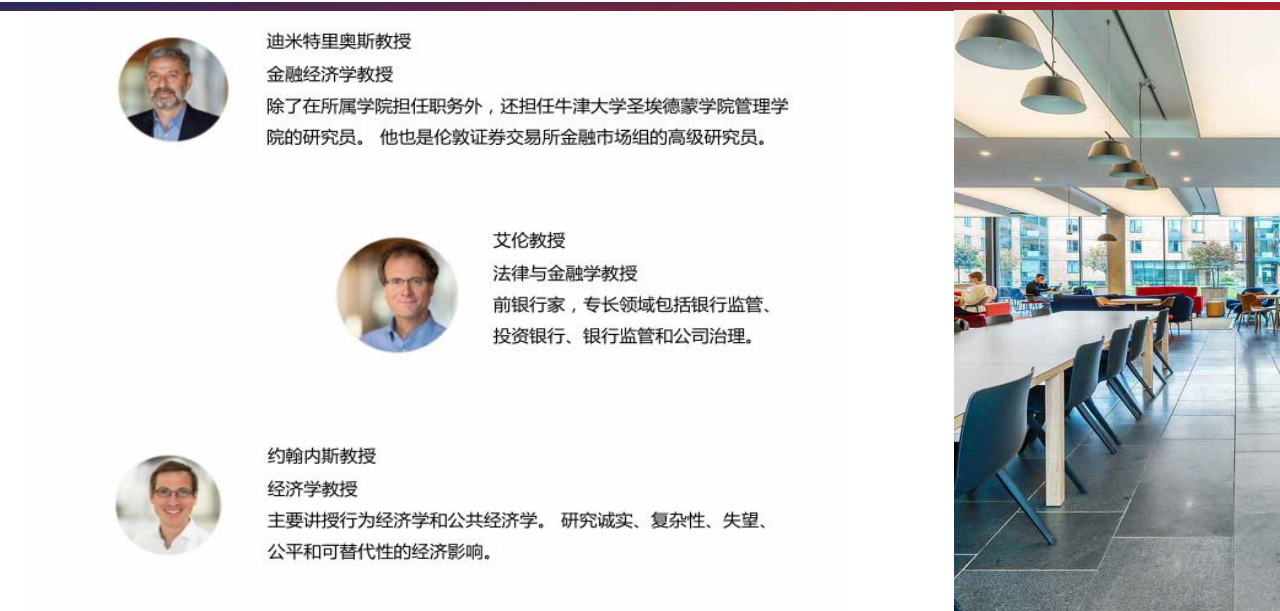 迪米特里奥斯教授
金融经济学教授
除了在所属学院担任职务外，还担任牛津大学圣埃德蒙学院管理学
院的研究员。 他也是伦敦证券交易所金融市场组的高级研究员。
艾伦教授
法律与金融学教授
前银行家，专长领域包括银行监管、
投资银行、银行监管和公司治理。
约翰内斯教授
经济学教授
主要讲授行为经济学和公共经济学。 研究诚实、复杂性、失望、
公平和可替代性的经济影响。